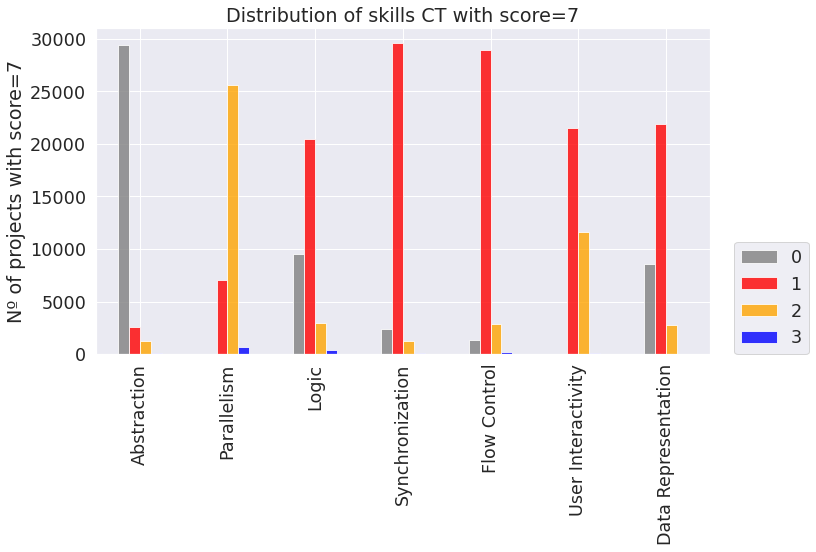 Distribution of skills CT with score=7
Nº of projects with score=7
30000
25000
20000
15000
10000
5000
0
Abstraction
Parallelism
Logic
Synchronization
Flow Control
User Interactivity
Data Representation
0
1
2
3